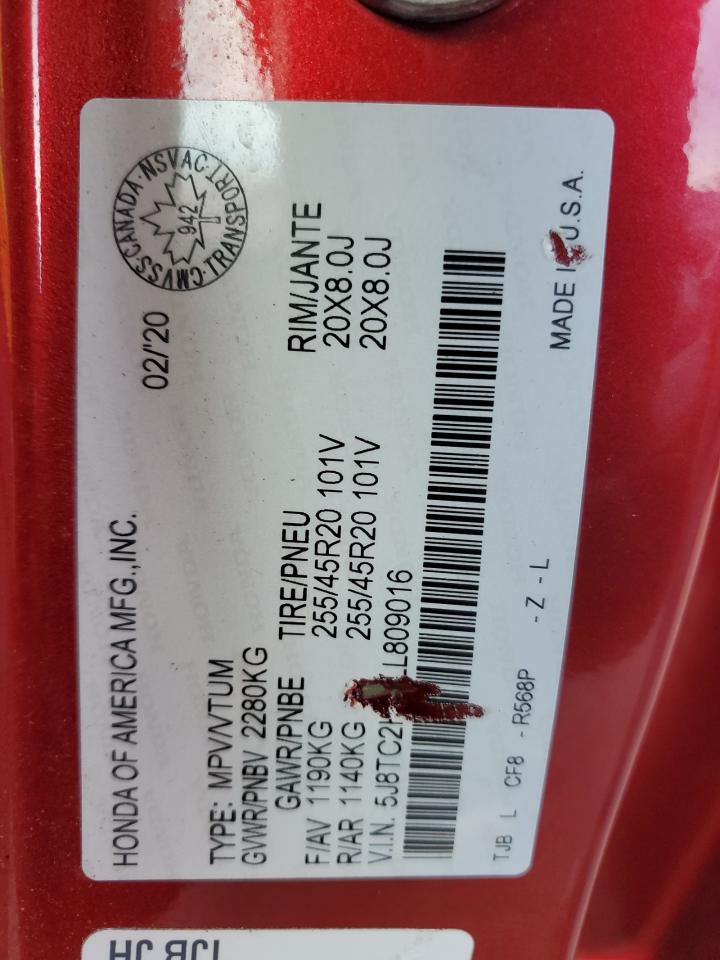 CMVSS·CANADA·NSVAC·T
C·TRANSPORT
942
HONDA OF AMERICA MFG.,INC. 02/'20
TYPE: MPV/VTUM
GVWR/PNBV 2280KG
GAWR/PNBE TIRE/PNEU RIM/JANTE
F/AV 1190KG 255/45R20 101V 20X8.0J
R/AR 1140KG 255/45R20 101V 20X8.0J
V.I.N. 5J8TC2 L809016
TJB L CF8 - R568P - Z - L
MADE U.S.A.
TJB JH